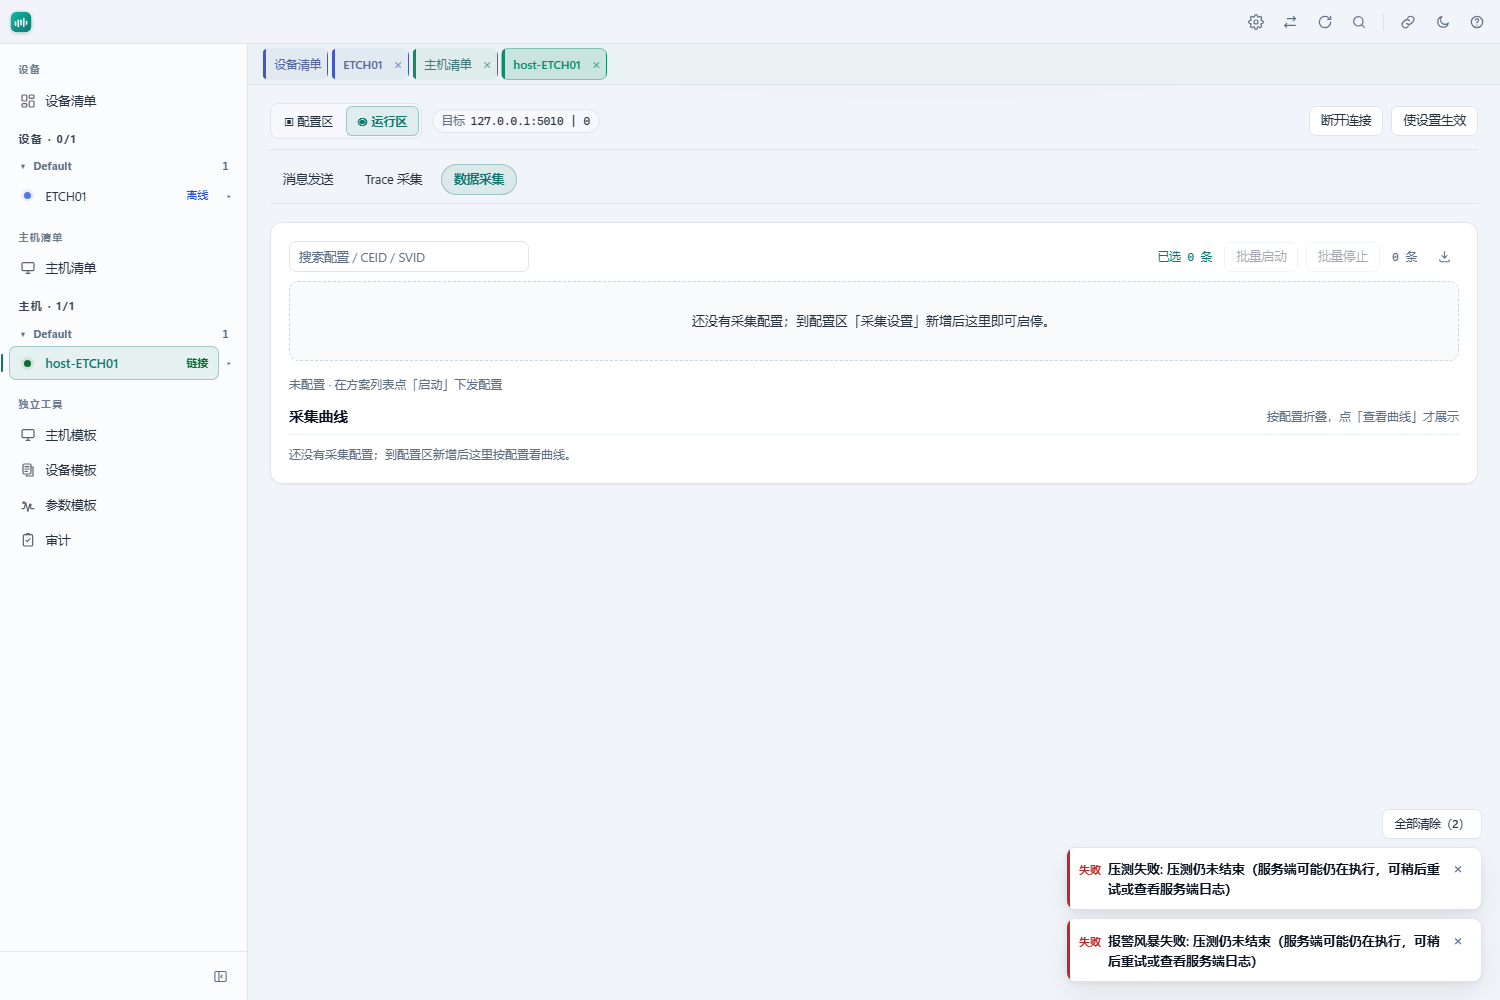 设备
设备清单
设备 · 0/1
Default 1
ETCH01 离线
主机清单
主机清单
主机 · 1/1
Default 1
host-ETCH01 链接
独立工具
主机模板
设备模板
参数模板
审计
设备清单 ETCH01 × 主机清单 × host-ETCH01 ×
配置区 运行区 目标 127.0.0.1:5010 | 0 断开连接 使设置生效
消息发送 Trace 采集 数据采集
搜索配置 / CEID / SVID 已选 0 条 批量启动 批量停止 0 条
还没有采集配置；到配置区「采集设置」新增后这里即可启停。
未配置 · 在方案列表点「启动」下发配置
采集曲线 按配置折叠，点「查看曲线」才展示
还没有采集配置；到配置区新增后这里按配置看曲线。
全部清除（2）
失败 压测失败: 压测仍未结束（服务端可能仍在执行，可稍后重
试或查看服务端日志） ×
失败 报警风暴失败: 压测仍未结束（服务端可能仍在执行，可稍
后重试或查看服务端日志） ×